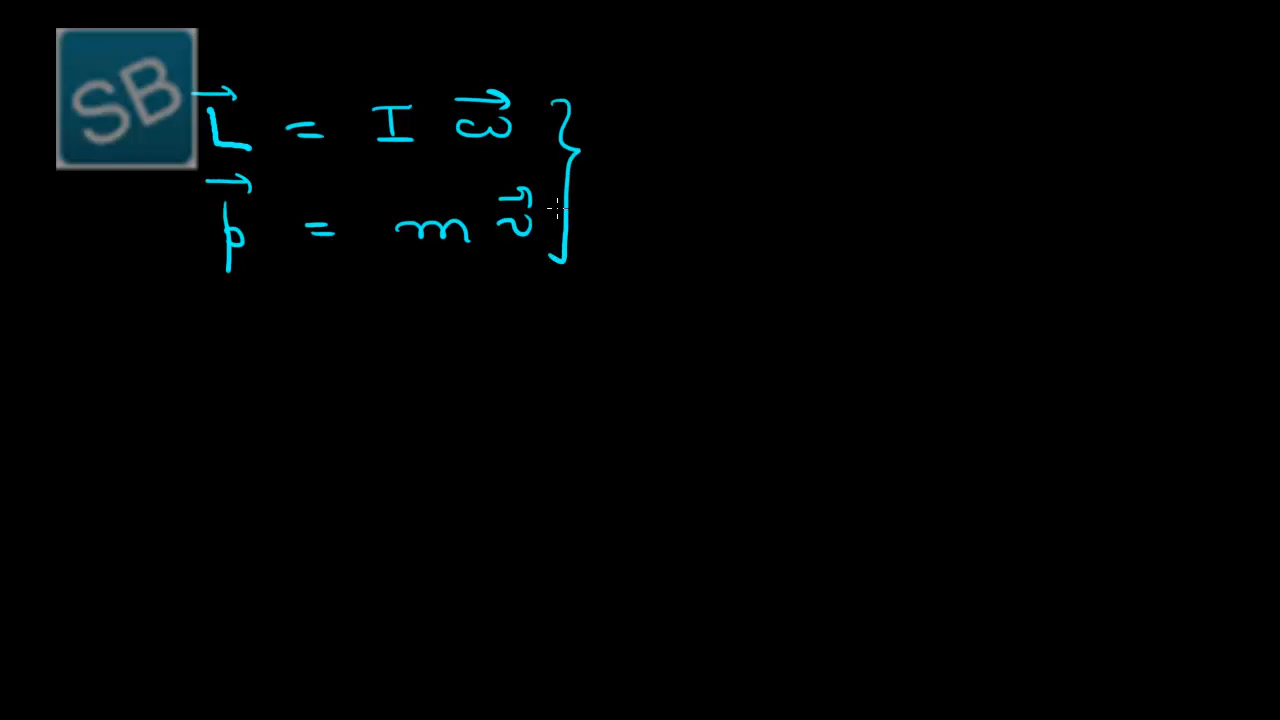 SB
L⃗ = I ω⃗
p⃗ = m v⃗